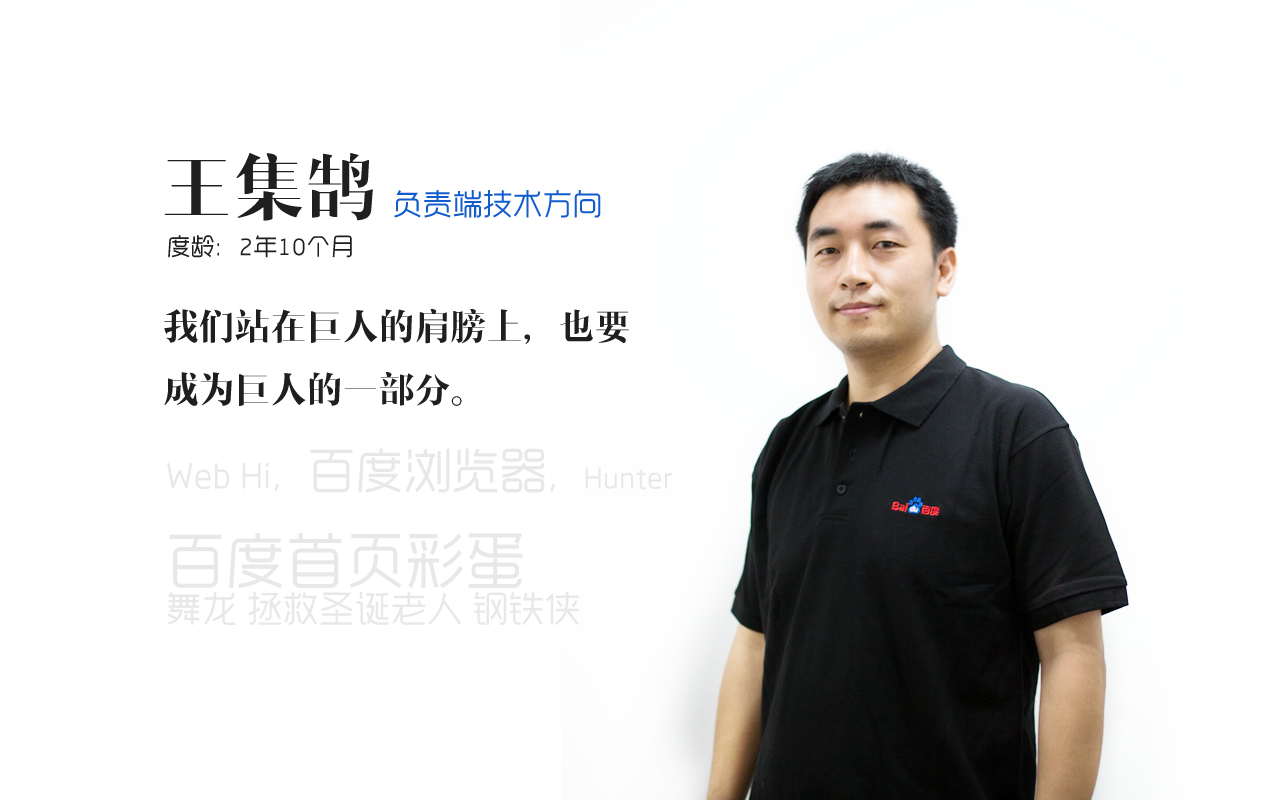 王集鹄 负责端技术方向
度龄：2年10个月
我们站在巨人的肩膀上，也要
成为巨人的一部分。
Web Hi，百度浏览器，Hunter
百度首页彩蛋
舞龙 拯救圣诞老人 钢铁侠
Bai du 百度